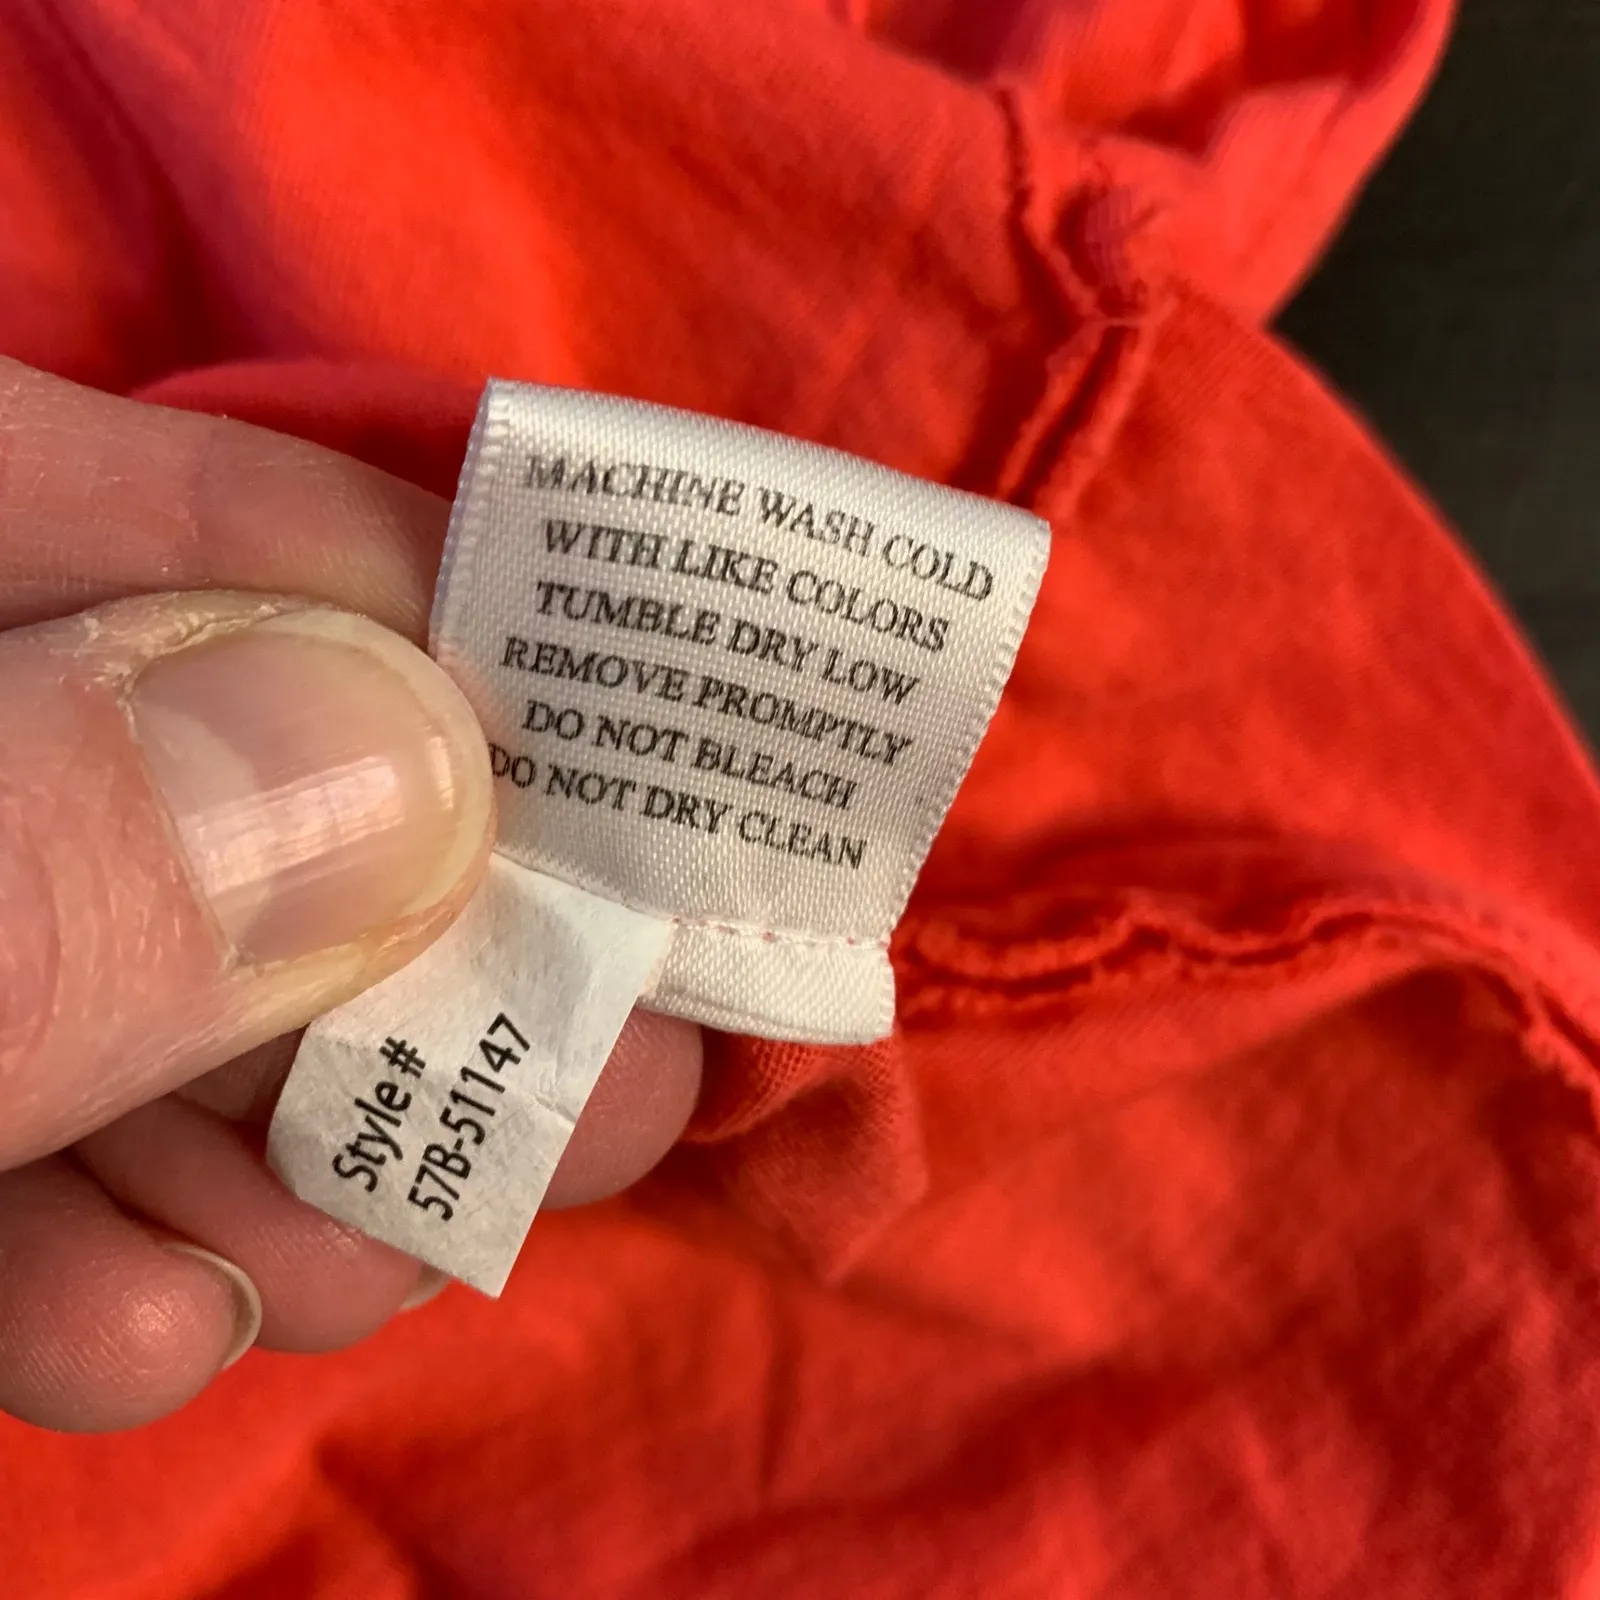 MACHINE WASH COLD
WITH LIKE COLORS
TUMBLE DRY LOW
REMOVE PROMPTLY
DO NOT BLEACH
DO NOT DRY CLEAN
Style #
57B-51147